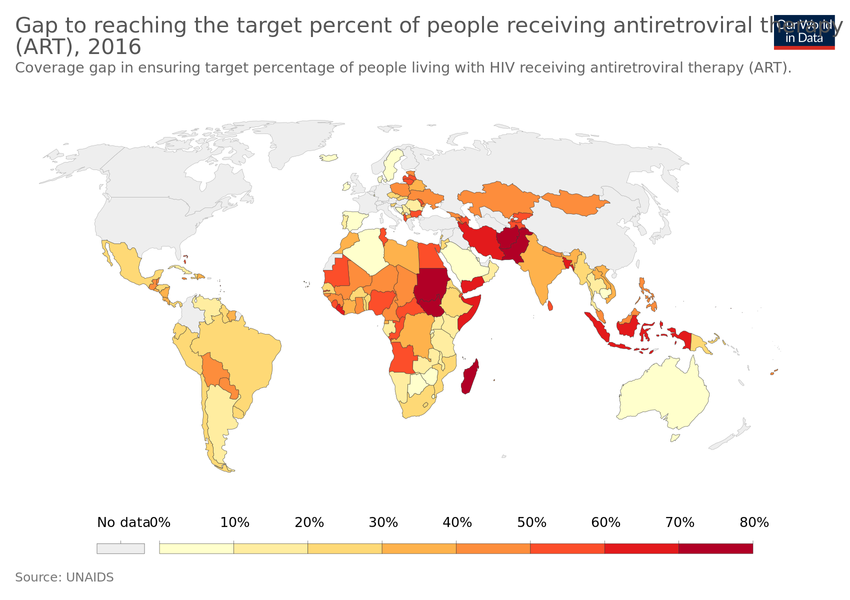 Gap to reaching the target percent of people receiving antiretroviral therapy
(ART), 2016
Our World
in Data
Coverage gap in ensuring target percentage of people living with HIV receiving antiretroviral therapy (ART).
No data 0% 10% 20% 30% 40% 50% 60% 70% 80%
Source: UNAIDS